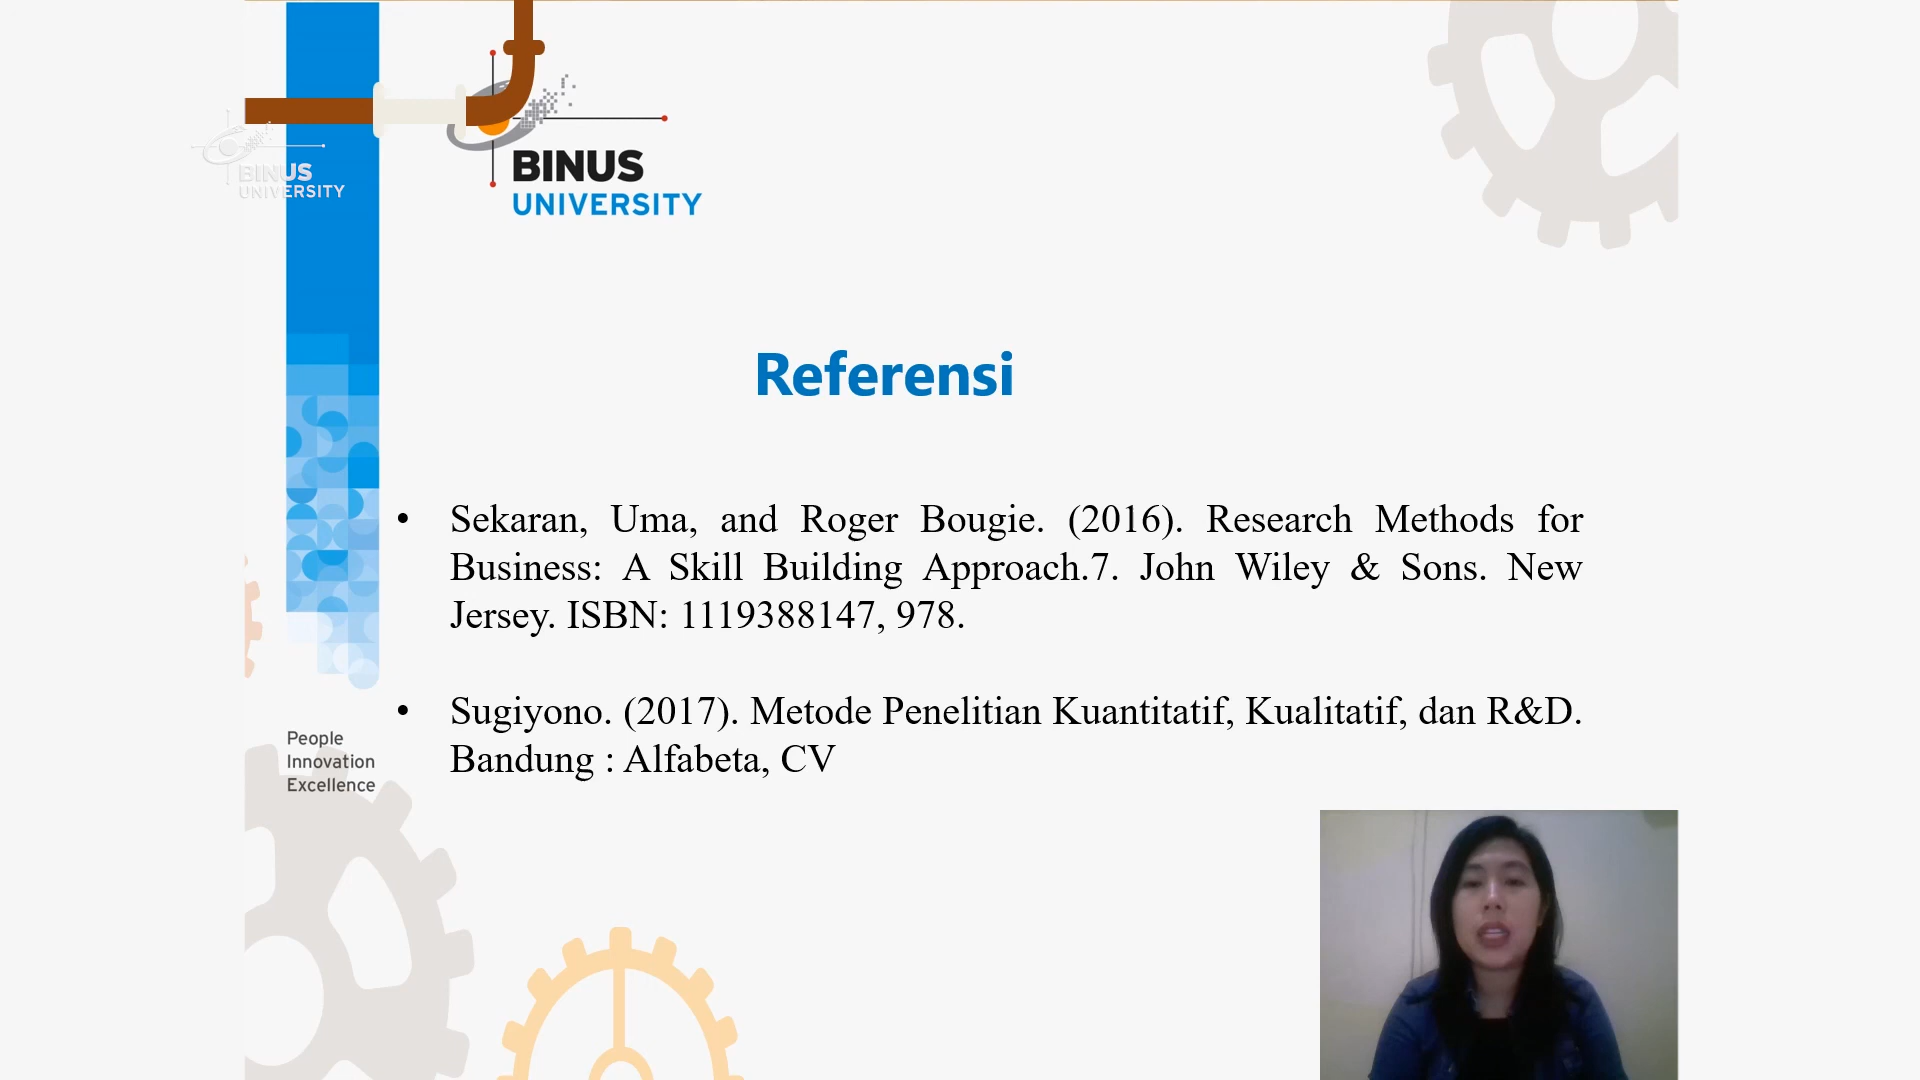 BINUS
UNIVERSITY
BINUS
UNIVERSITY
Referensi
• Sekaran, Uma, and Roger Bougie. (2016). Research Methods for
Business: A Skill Building Approach.7. John Wiley & Sons. New
Jersey. ISBN: 1119388147, 978.
• Sugiyono. (2017). Metode Penelitian Kuantitatif, Kualitatif, dan R&D.
Bandung : Alfabeta, CV
People
Innovation
Excellence